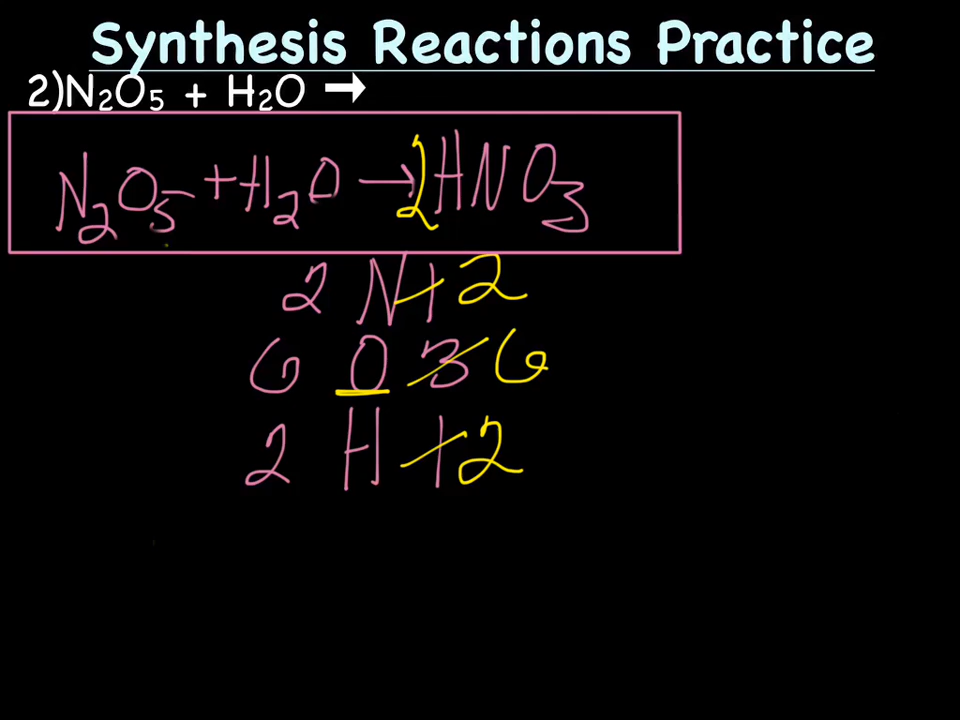 Synthesis Reactions Practice
2)N₂O₅ + H₂O →
N₂O₅ + H₂O → 2HNO₃
2 N 1 2
6 O 3 6
2 H 1 2